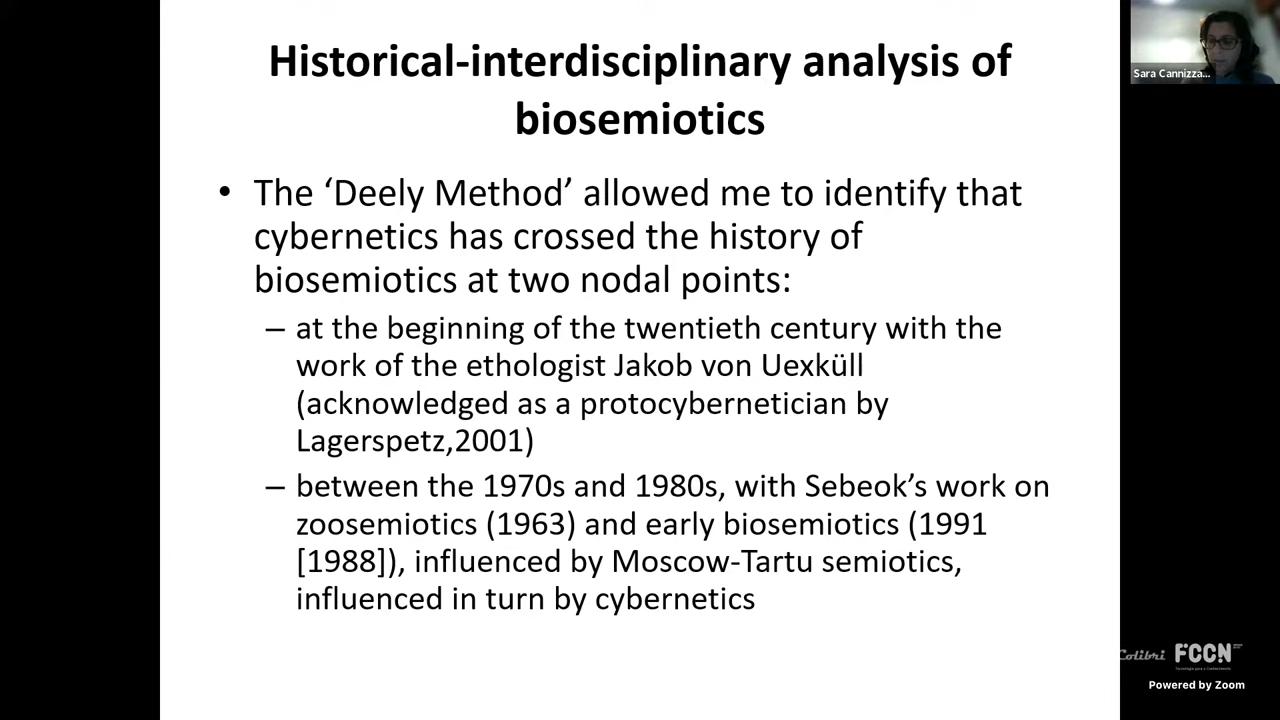 Historical-interdisciplinary analysis of
biosemiotics
Sara Cannizza...
• The ‘Deely Method’ allowed me to identify that
cybernetics has crossed the history of
biosemiotics at two nodal points:
– at the beginning of the twentieth century with the
work of the ethologist Jakob von Uexküll
(acknowledged as a protocybernetician by
Lagerspetz,2001)
– between the 1970s and 1980s, with Sebeok’s work on
zoosemiotics (1963) and early biosemiotics (1991
[1988]), influenced by Moscow-Tartu semiotics,
influenced in turn by cybernetics
Colibri FCCN
Powered by Zoom